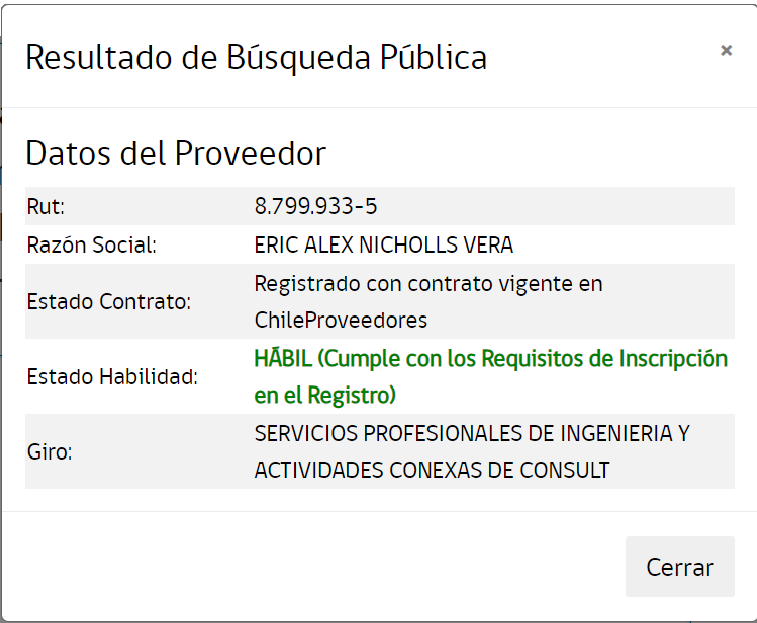 Resultado de Búsqueda Pública
×
Datos del Proveedor
Rut: 8.799.933-5
Razón Social: ERIC ALEX NICHOLLS VERA
Estado Contrato: Registrado con contrato vigente en
ChileProveedores
Estado Habilidad: HÁBIL (Cumple con los Requisitos de Inscripción
en el Registro)
Giro: SERVICIOS PROFESIONALES DE INGENIERIA Y
ACTIVIDADES CONEXAS DE CONSULT
Cerrar